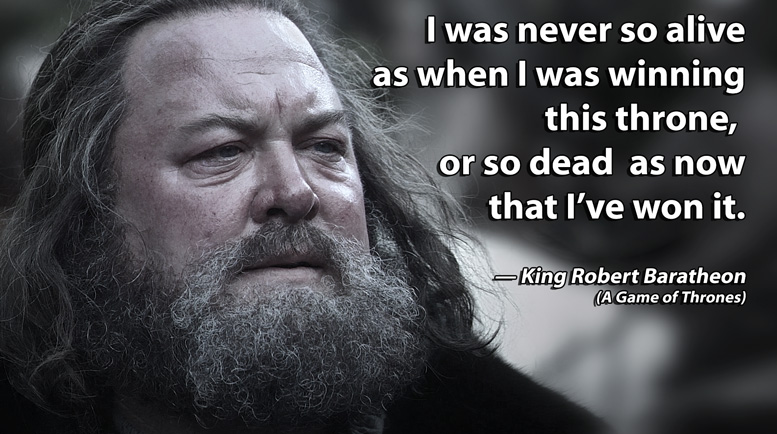 I was never so alive
as when I was winning
this throne,
or so dead as now
that I've won it.
— King Robert Baratheon
(A Game of Thrones)